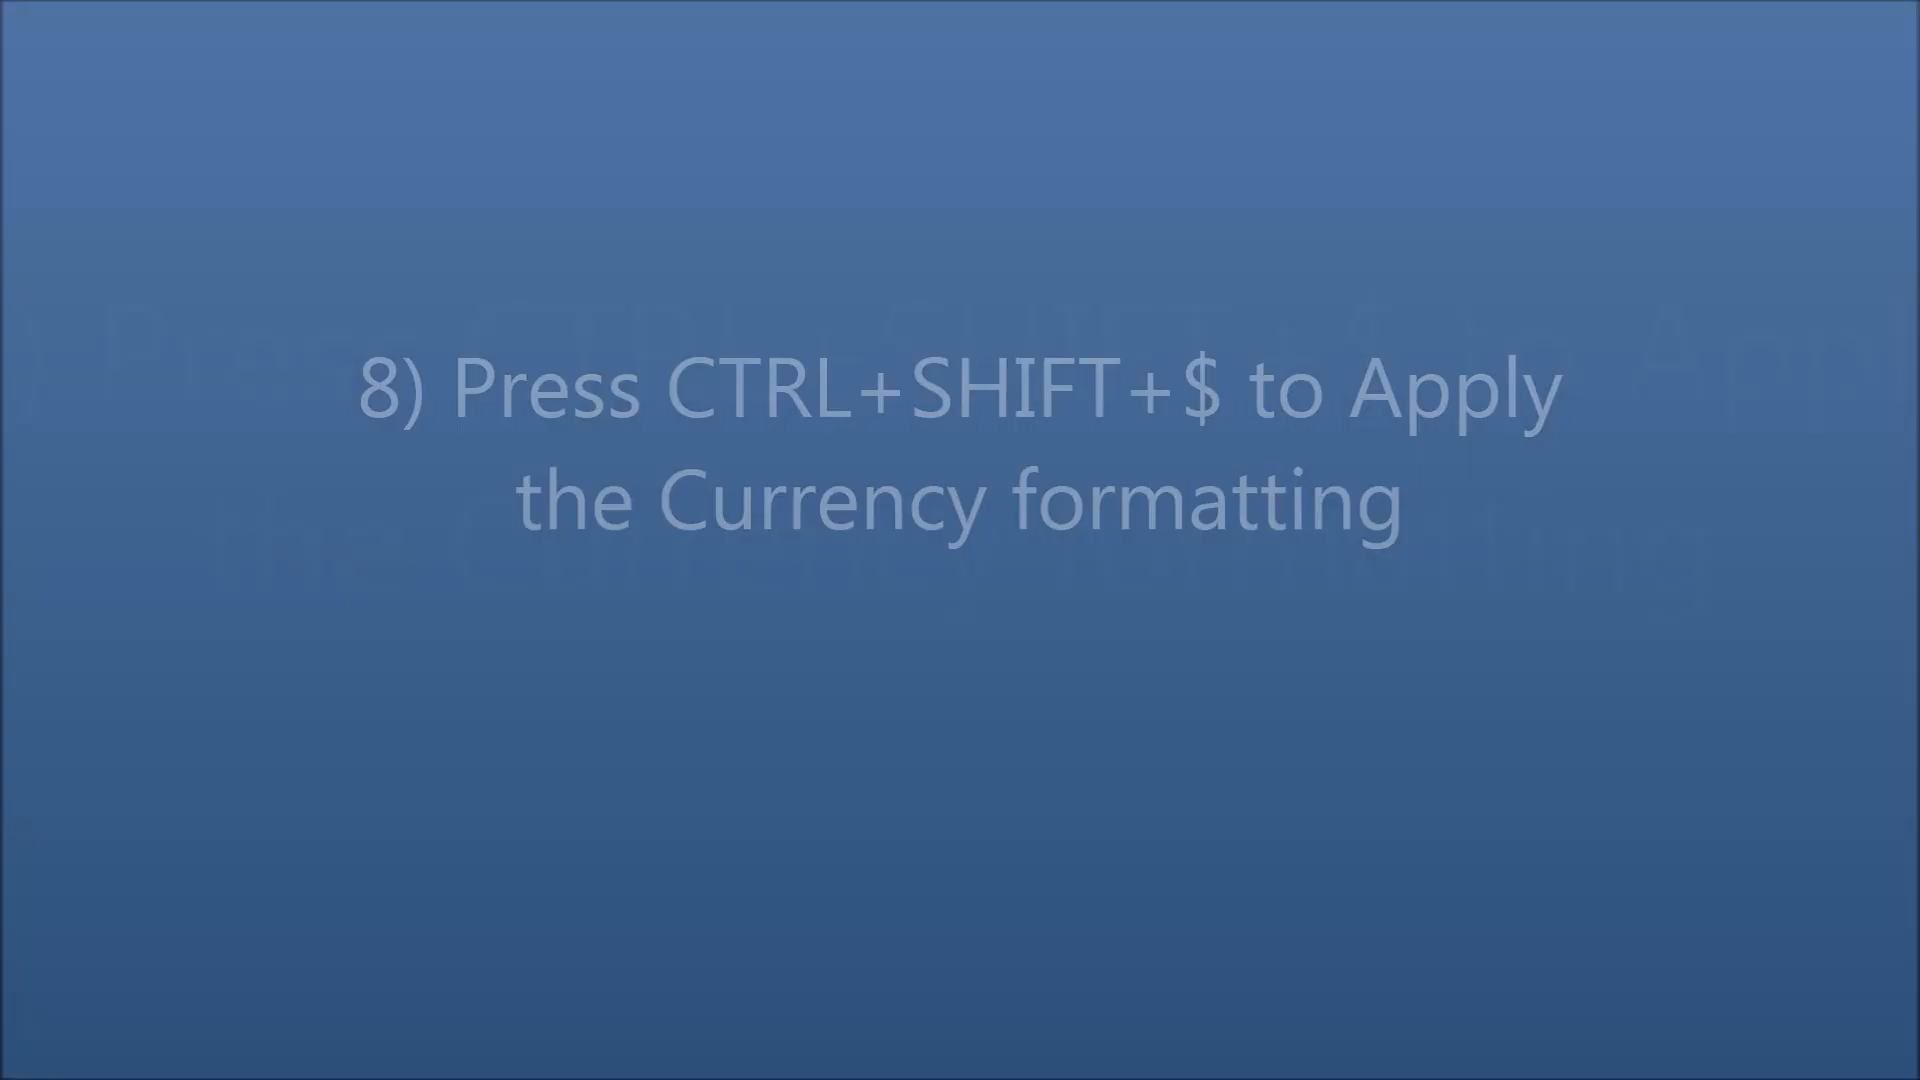 8) Press CTRL+SHIFT+$ to Apply
the Currency formatting